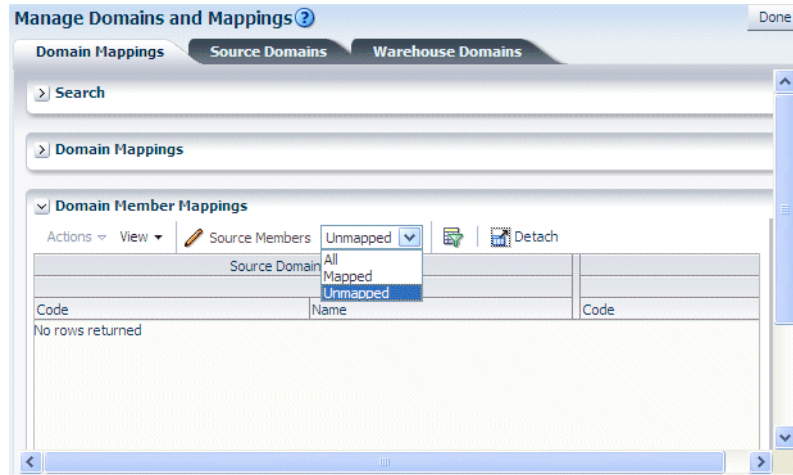 Manage Domains and Mappings ?
Done
Domain Mappings Source Domains Warehouse Domains
Search
Domain Mappings
Domain Member Mappings
Actions View Source Members Unmapped Detach
All
Mapped
Unmapped
Source Domain
Code Name Code
No rows returned